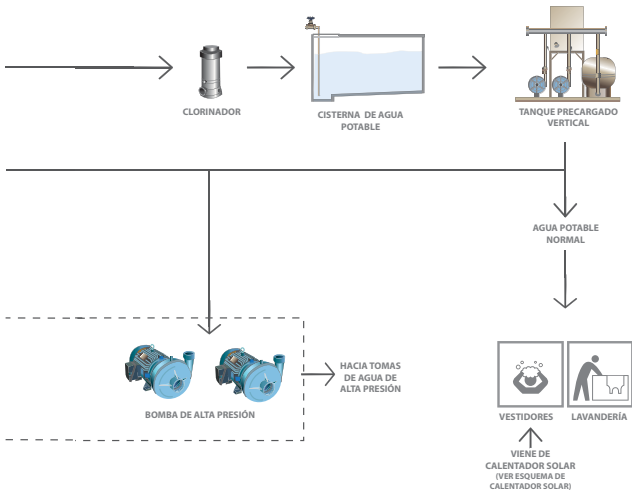 CLORINADOR
CISTERNA DE AGUA
POTABLE
TANQUE PRECARGADO
VERTICAL
AGUA POTABLE
NORMAL
BOMBA DE ALTA PRESIÓN
HACIA TOMAS
DE AGUA DE
ALTA PRESIÓN
VESTIDORES
LAVANDERÍA
VIENE DE
CALENTADOR SOLAR
(VER ESQUEMA DE
CALENTADOR SOLAR)